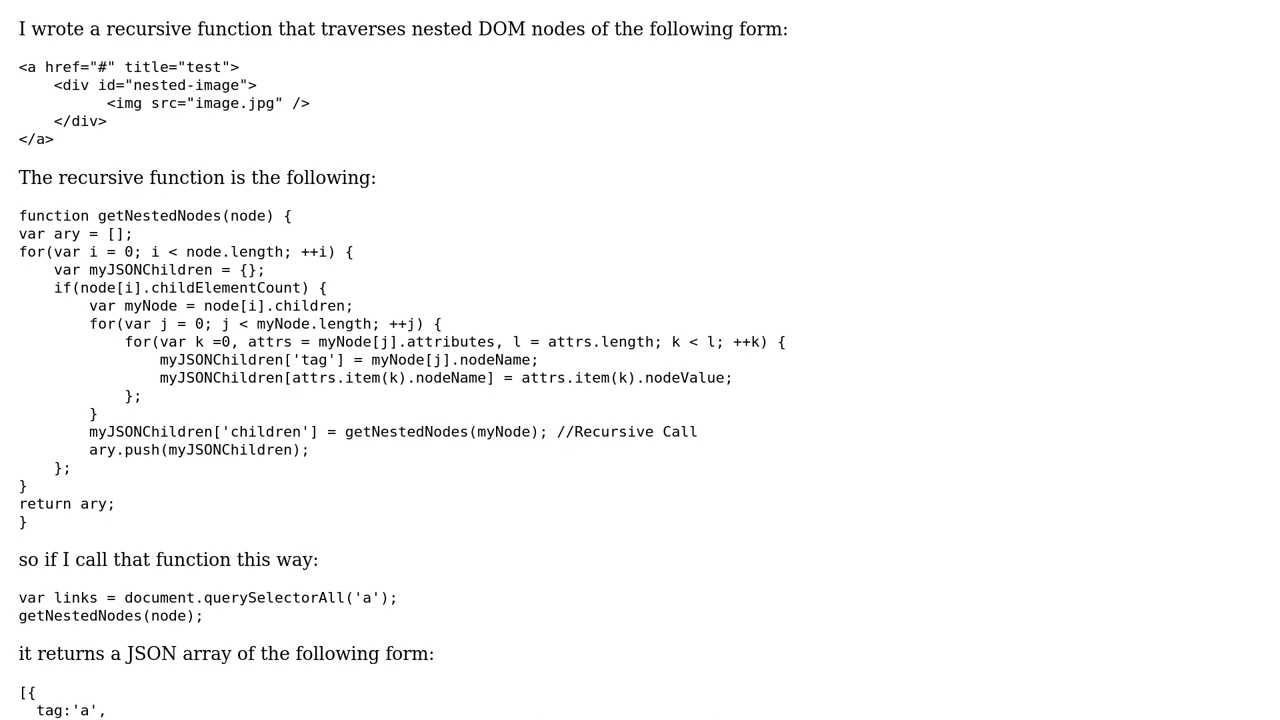 I wrote a recursive function that traverses nested DOM nodes of the following form:
<a href="#" title="test">
    <div id="nested-image">
          <img src="image.jpg" />
    </div>
</a>
The recursive function is the following:
function getNestedNodes(node) {
var ary = [];
for(var i = 0; i < node.length; ++i) {
    var myJSONChildren = {};
    if(node[i].childElementCount) {
        var myNode = node[i].children;
        for(var j = 0; j < myNode.length; ++j) {
            for(var k =0, attrs = myNode[j].attributes, l = attrs.length; k < l; ++k) {
                myJSONChildren['tag'] = myNode[j].nodeName;
                myJSONChildren[attrs.item(k).nodeName] = attrs.item(k).nodeValue;
            };
        }
        myJSONChildren['children'] = getNestedNodes(myNode); //Recursive Call
        ary.push(myJSONChildren);
    };
}
return ary;
}
so if I call that function this way:
var links = document.querySelectorAll('a');
getNestedNodes(node);
it returns a JSON array of the following form:
[{
  tag:'a',